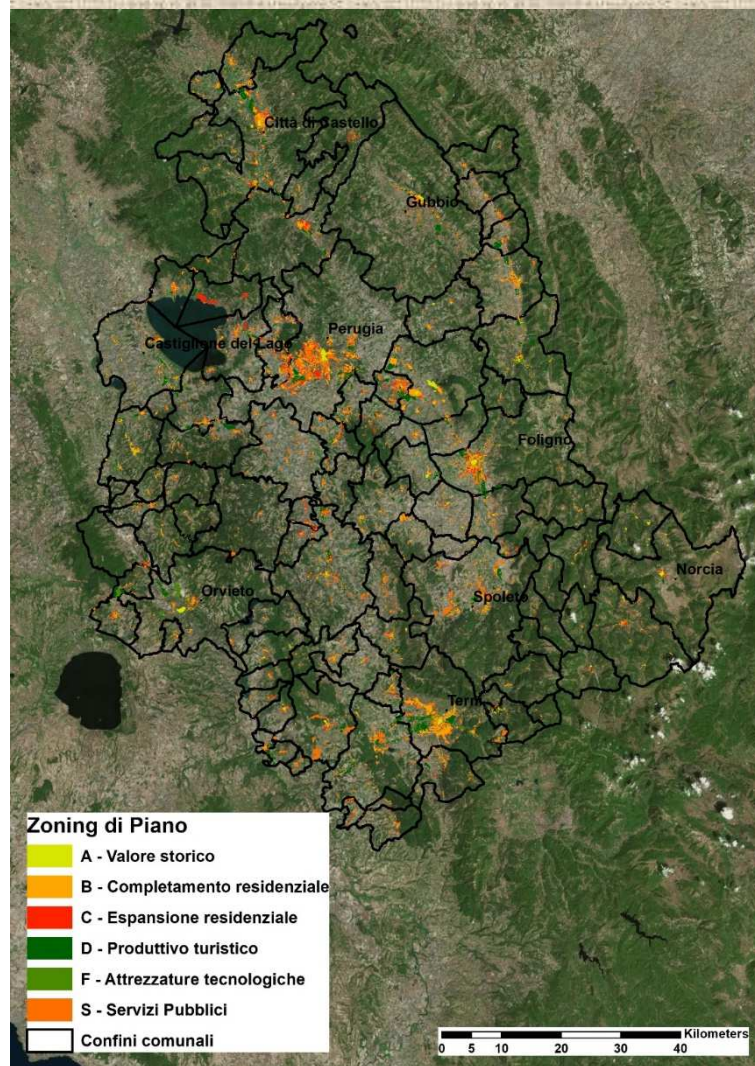 Città di Castello
Gubbio
Perugia
Castiglione del Lago
Foligno
Norcia
Orvieto
Spoleto
Terni
Zoning di Piano
A - Valore storico
B - Completamento residenziale
C - Espansione residenziale
D - Produttivo turistico
F - Attrezzature tecnologiche
S - Servizi Pubblici
Confini comunali
Kilometers
0 5 10 20 30 40